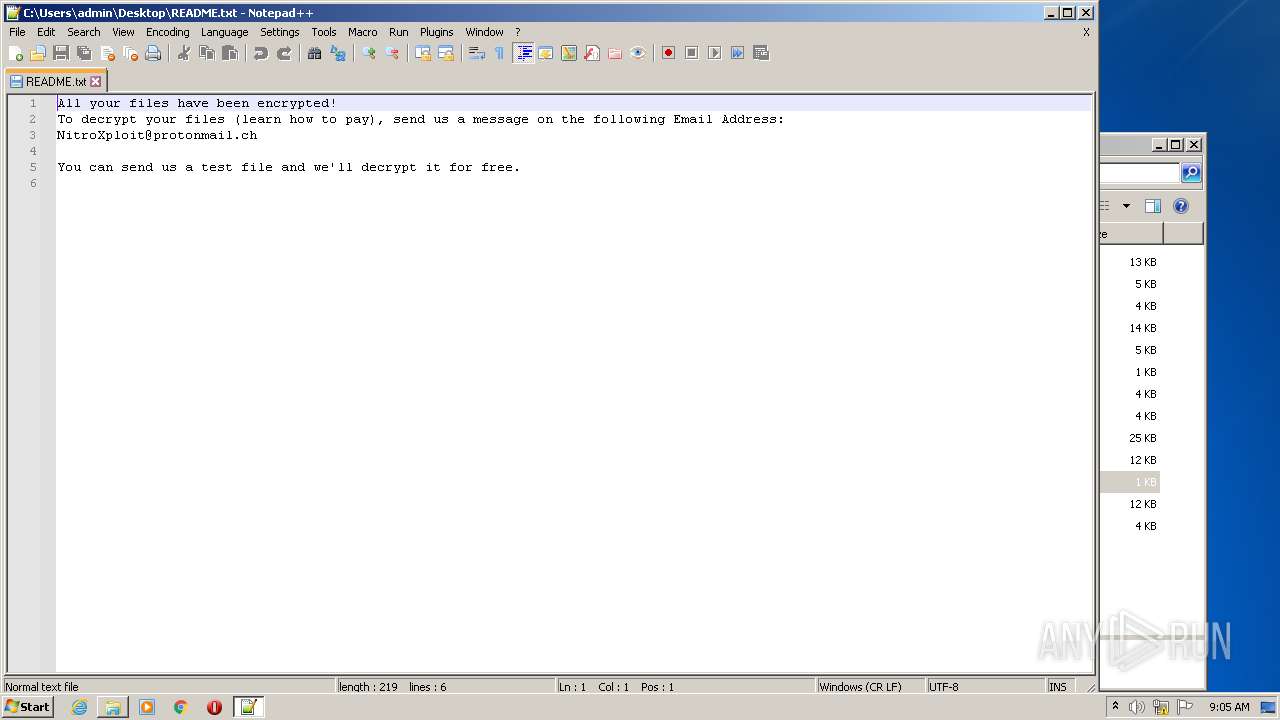 C:\Users\admin\Desktop\README.txt - Notepad++
File Edit Search View Encoding Language Settings Tools Macro Run Plugins Window ? X
README.txt
1 All your files have been encrypted!
2 To decrypt your files (learn how to pay), send us a message on the following Email Address:
3 NitroXploit@protonmail.ch
4
5 You can send us a test file and we'll decrypt it for free.
6
ze
13 KB
5 KB
4 KB
14 KB
5 KB
1 KB
4 KB
4 KB
25 KB
12 KB
1 KB
12 KB
4 KB
ANY RUN
Normal text file length : 219 lines : 6 Ln : 1 Col : 1 Pos : 1 Windows (CR LF) UTF-8 INS
Start 9:05 AM